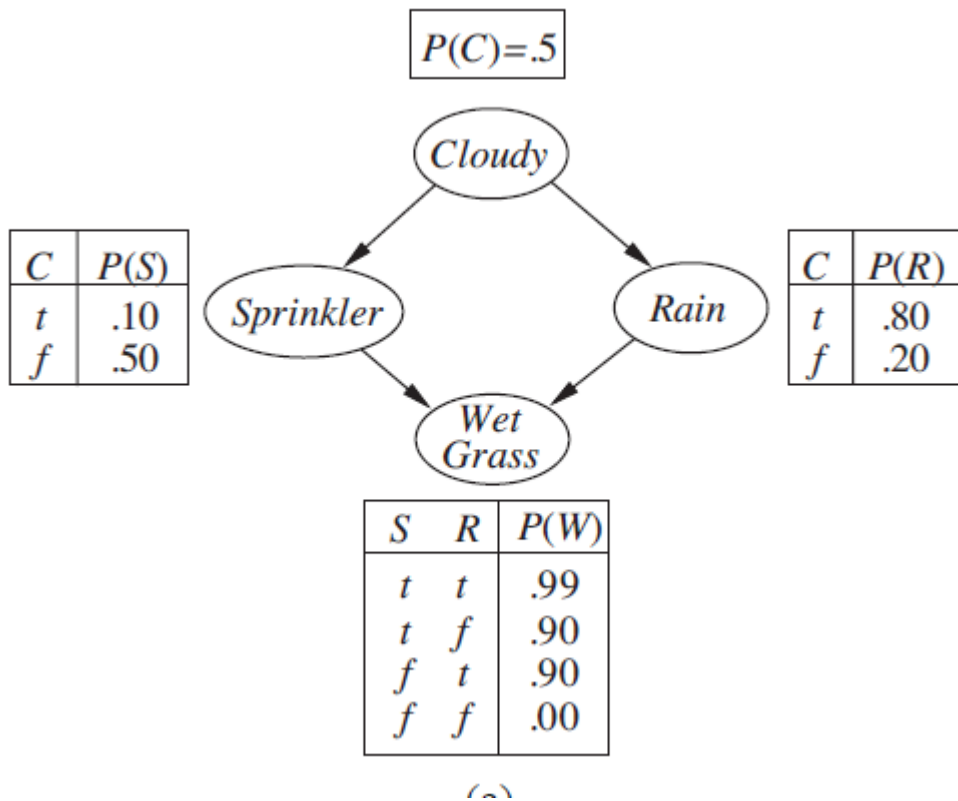 P(C)=.5
Cloudy
C P(S)
t .10
f .50
Sprinkler
Rain
C P(R)
t .80
f .20
Wet
Grass
S R P(W)
t t .99
t f .90
f t .90
f f .00